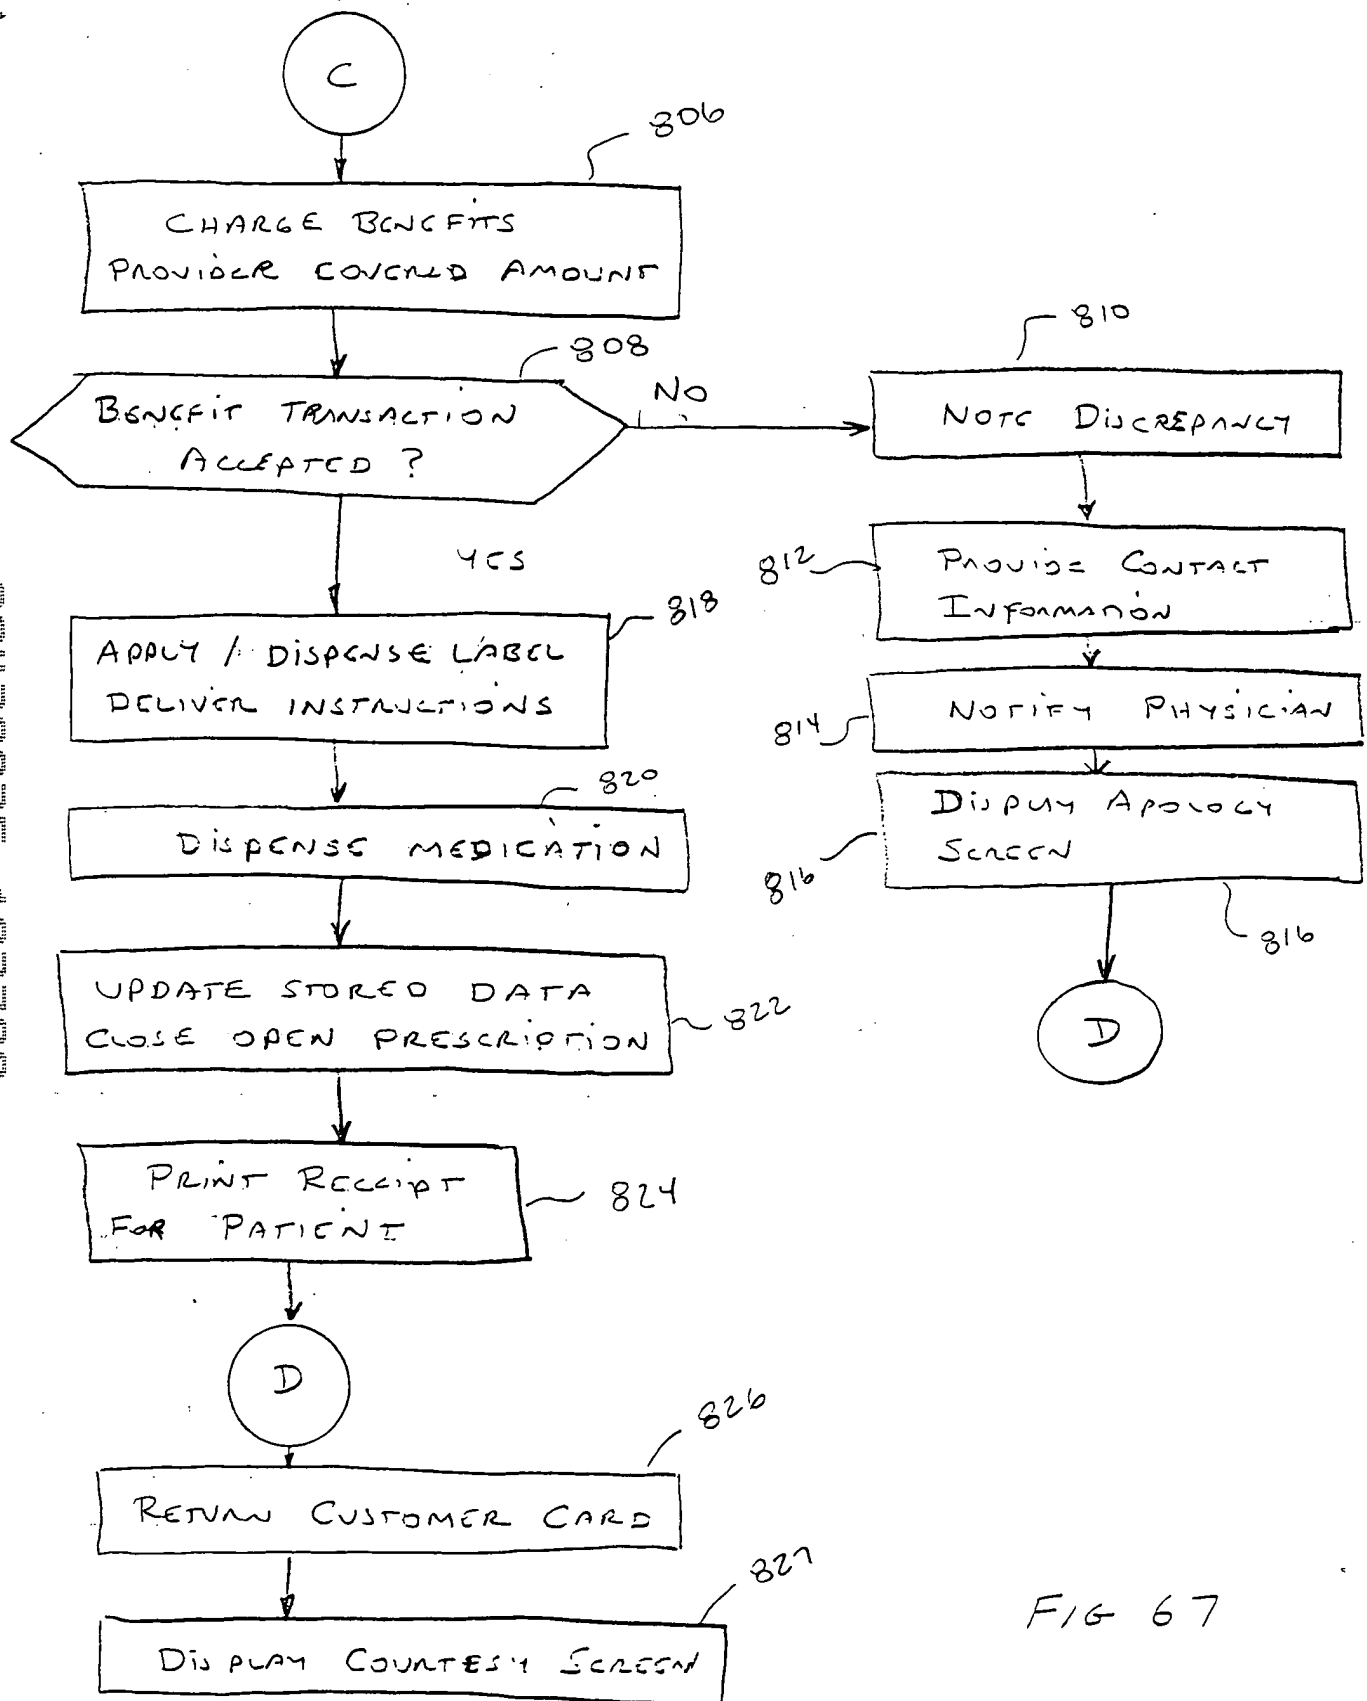 C
806
CHARGE BENEFITS
PROVIDER COVERED AMOUNT
808
BENEFIT TRANSACTION
ACCEPTED ?
NO
810
NOTE DISCREPANCY
YES
812
PROVIDE CONTACT
INFORMATION
818
APPLY / DISPENSE LABEL
DELIVER INSTRUCTIONS
814
NOTIFY PHYSICIAN
820
DISPENSE MEDICATION
DISPLAY APOLOGY
SCREEN
816
816
UPDATE STORED DATA
CLOSE OPEN PRESCRIPTION
822
D
PRINT RECEIPT
FOR PATIENT
824
D
826
RETURN CUSTOMER CARD
827
DISPLAY COURTESY SCREEN
FIG 67